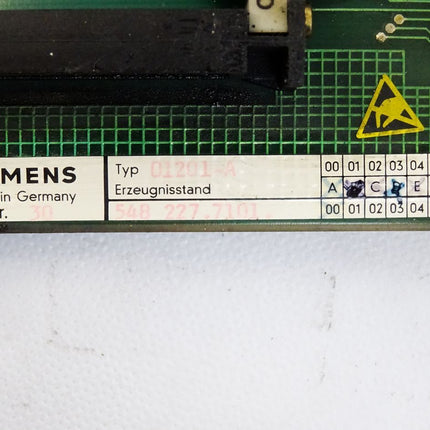 MENS
in Germany
r. 30
Typ 01201-A
Erzeugnisstand
548 227.7101.
00 01 02 03 04
A C E
00 01 02 03 04